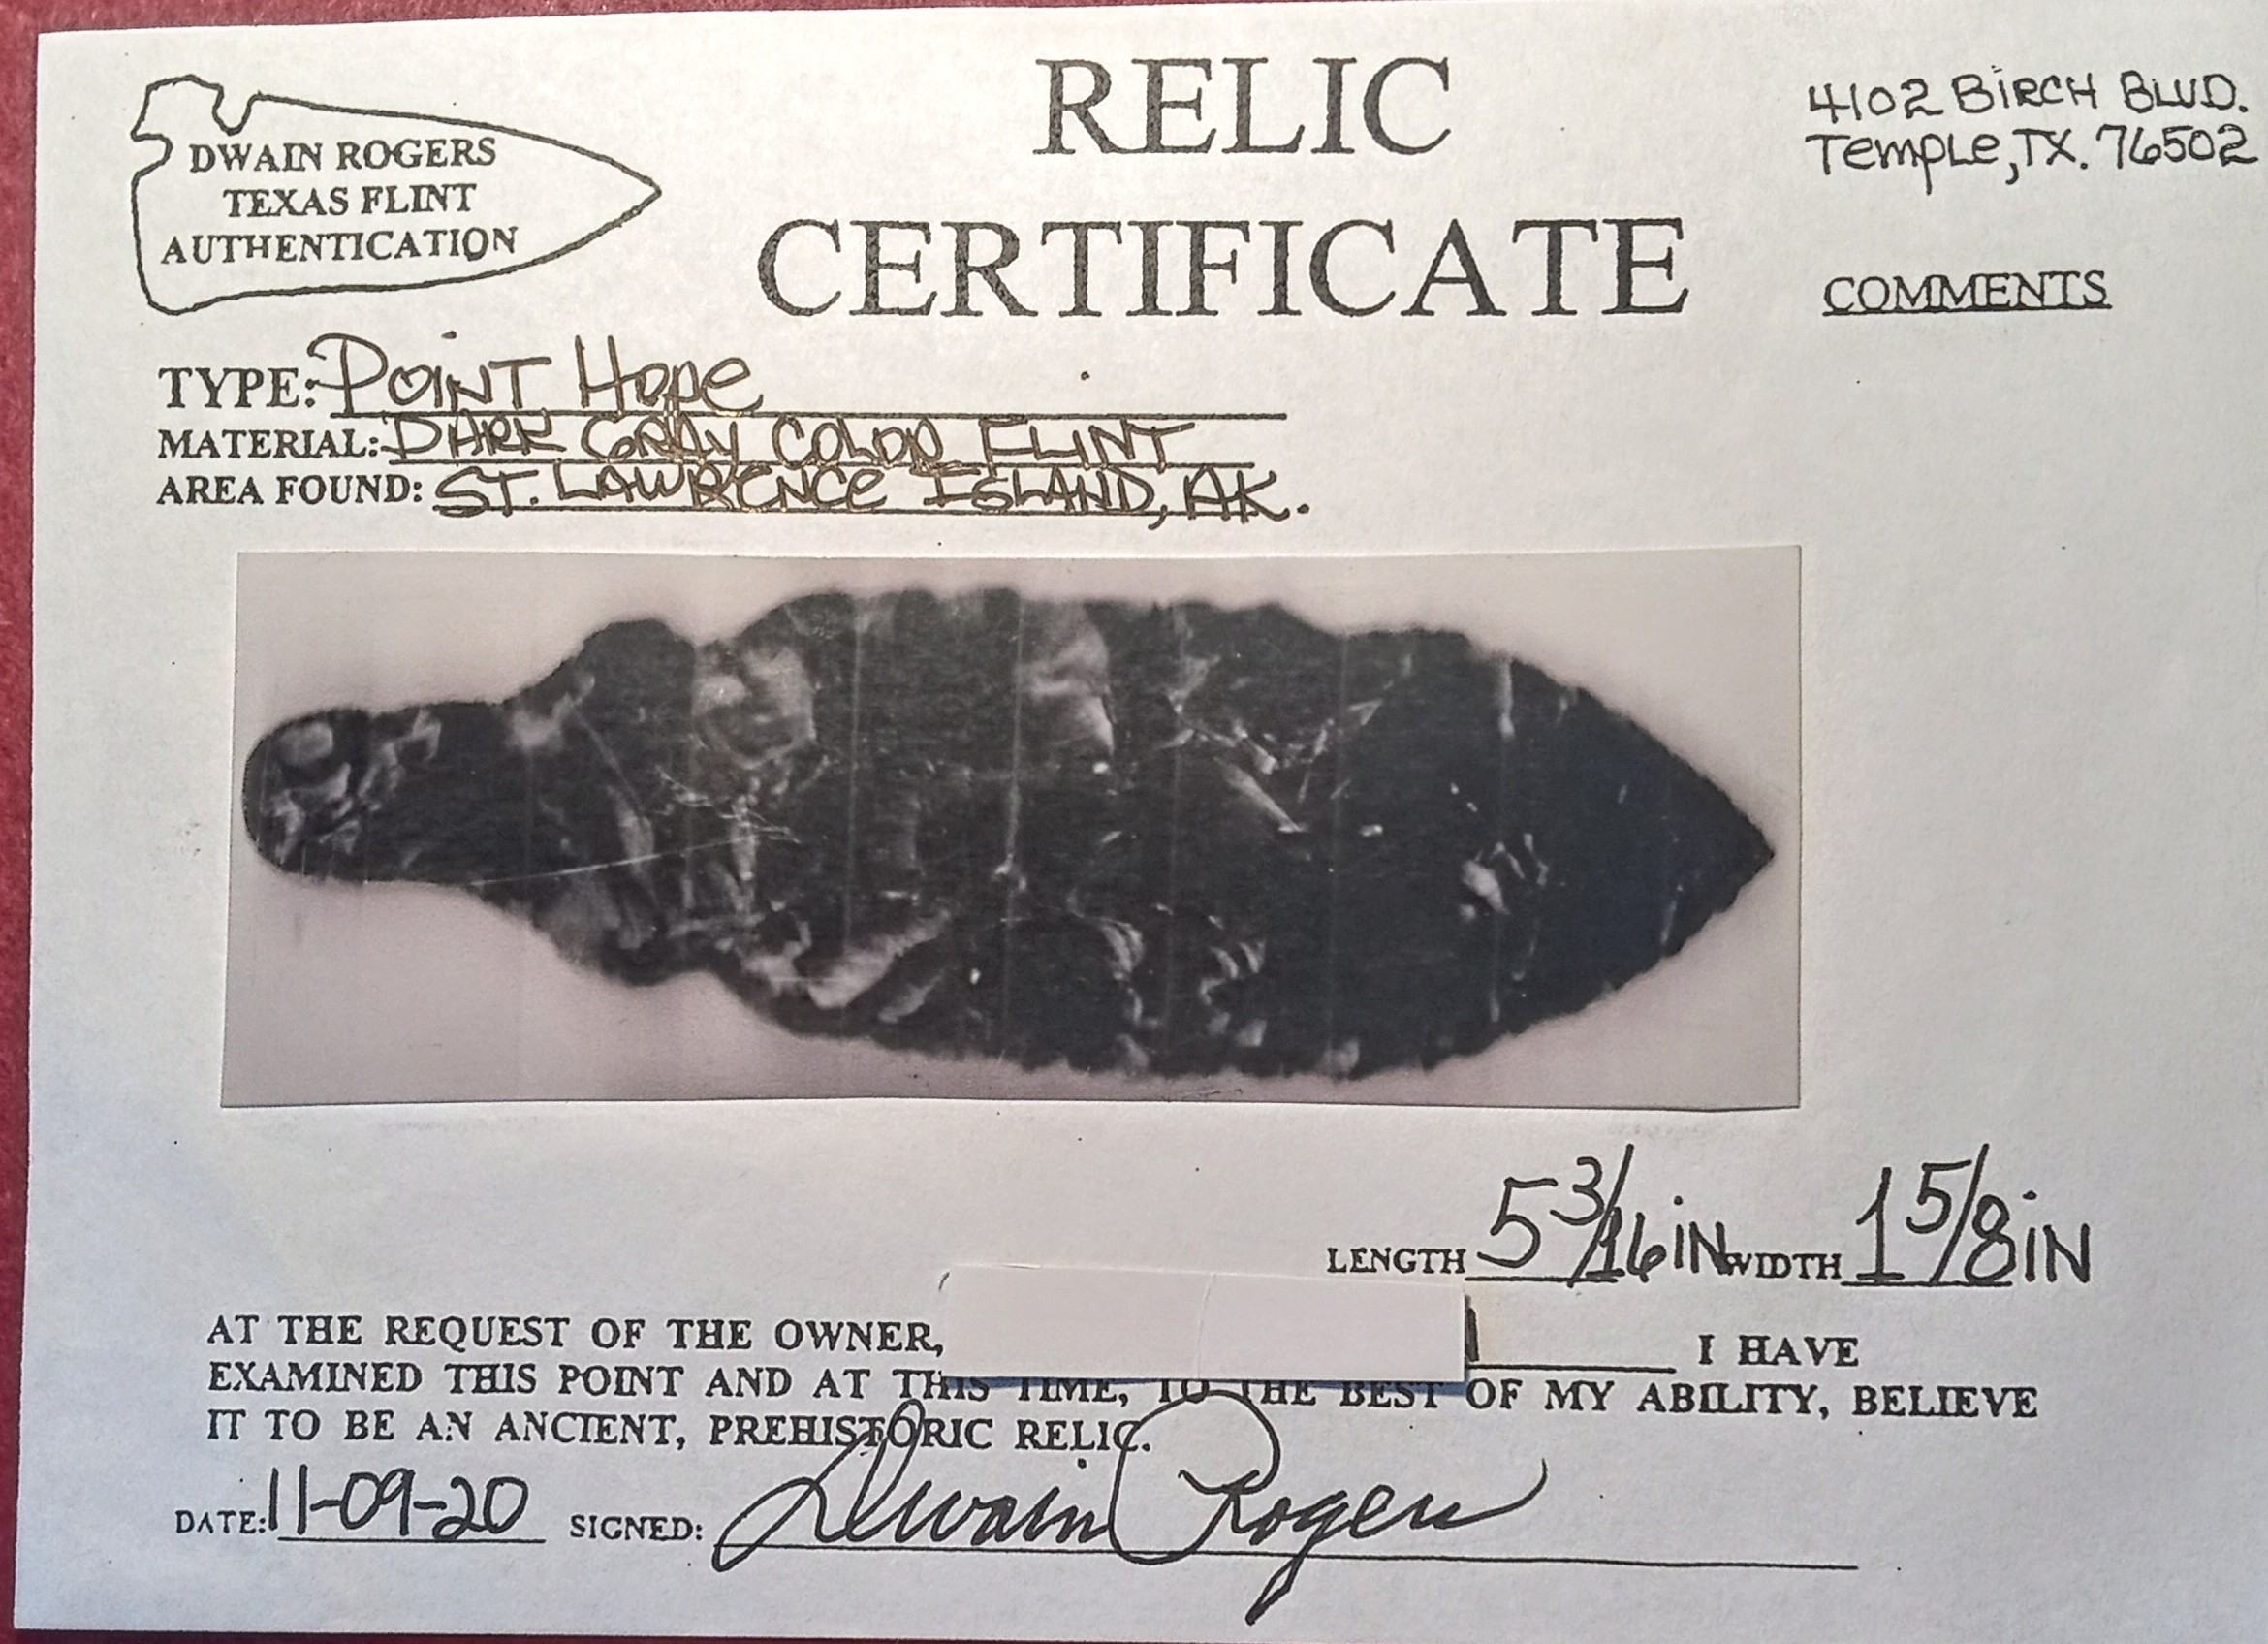 DWAIN ROGERS
TEXAS FLINT
AUTHENTICATION
RELIC
CERTIFICATE
4102 BIRCH BLVD.
Temple, TX. 76502
COMMENTS
TYPE: POINT HOPE
MATERIAL: DARK GRAY COLOR FLINT
AREA FOUND: ST. LAWRENCE ISLAND, AK.
LENGTH 5 3/16 IN WIDTH 1 5/8 IN
AT THE REQUEST OF THE OWNER, I HAVE
EXAMINED THIS POINT AND AT THIS TIME, TO THE BEST OF MY ABILITY, BELIEVE
IT TO BE AN ANCIENT, PREHISTORIC RELIC.
DATE: 11-09-20 SIGNED: Dwain Rogers